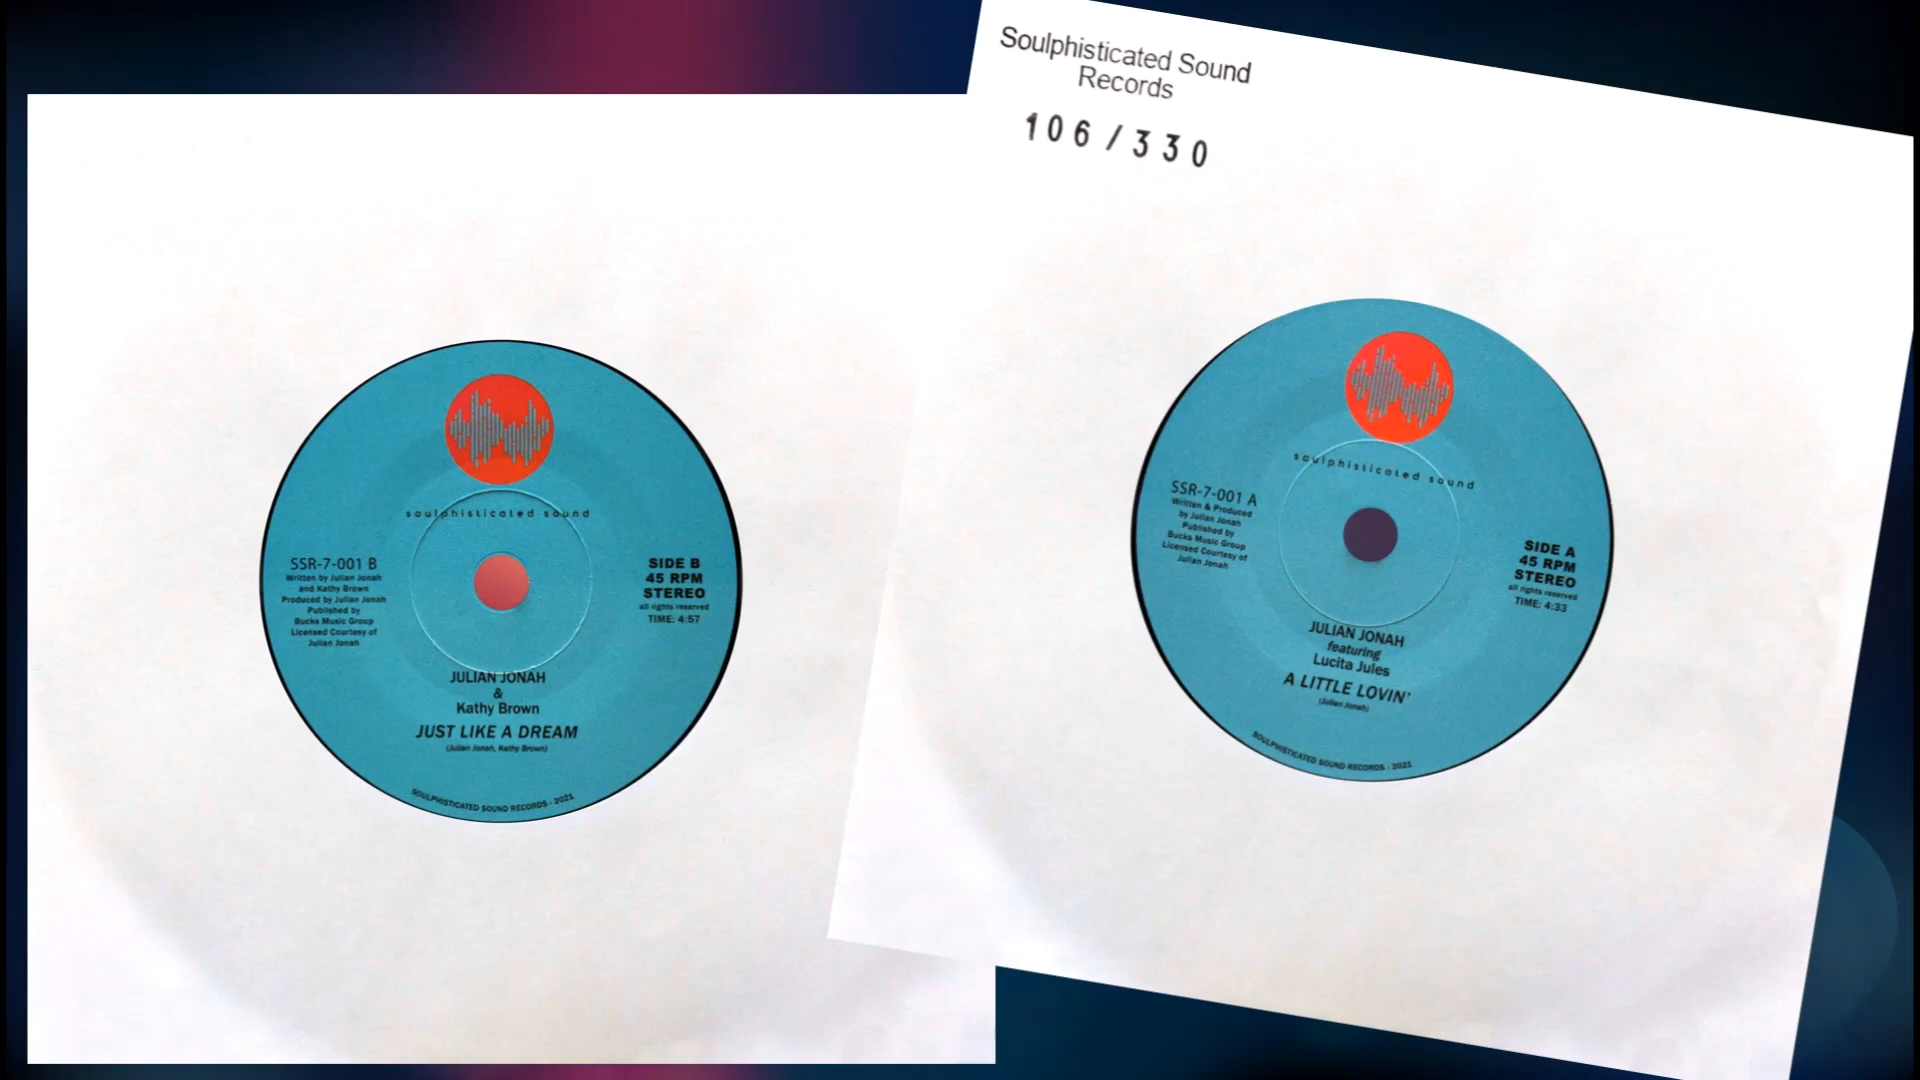 Soulphisticated Sound
Records
106/330
soulphisticated sound
SSR-7-001 B
Written by Julian Jonah
and Kathy Brown
Produced by Julian Jonah
Published by
Bucks Music Group
Licensed Courtesy of
Julian Jonah
SIDE B
45 RPM
STEREO
all rights reserved
TIME: 4:57
JULIAN JONAH
&
Kathy Brown
JUST LIKE A DREAM
(Julian Jonah, Kathy Brown)
SOULPHISTICATED SOUND RECORDS - 2021
soulphisticated sound
SSR-7-001 A
Written & Produced
by Julian Jonah
Published by
Bucks Music Group
Licensed Courtesy of
Julian Jonah
SIDE A
45 RPM
STEREO
all rights reserved
TIME: 4:33
JULIAN JONAH
featuring
Lucita Jules
A LITTLE LOVIN'
(Julian Jonah)
SOULPHISTICATED SOUND RECORDS - 2021